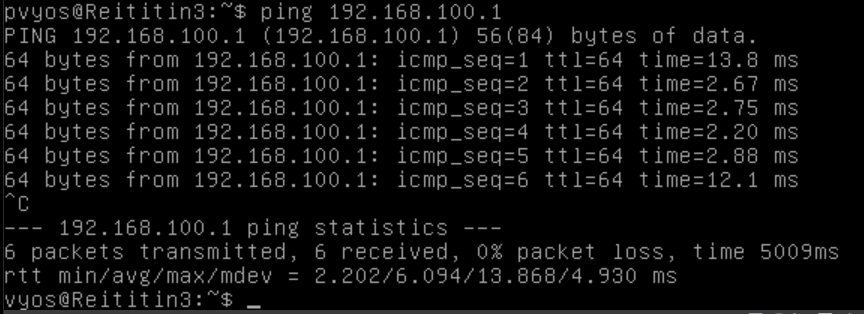 pvyos@Reititin3:~$ ping 192.168.100.1
PING 192.168.100.1 (192.168.100.1) 56(84) bytes of data.
64 bytes from 192.168.100.1: icmp_seq=1 ttl=64 time=13.8 ms
64 bytes from 192.168.100.1: icmp_seq=2 ttl=64 time=2.67 ms
64 bytes from 192.168.100.1: icmp_seq=3 ttl=64 time=2.75 ms
64 bytes from 192.168.100.1: icmp_seq=4 ttl=64 time=2.20 ms
64 bytes from 192.168.100.1: icmp_seq=5 ttl=64 time=2.88 ms
64 bytes from 192.168.100.1: icmp_seq=6 ttl=64 time=12.1 ms
^C
--- 192.168.100.1 ping statistics ---
6 packets transmitted, 6 received, 0% packet loss, time 5009ms
rtt min/avg/max/mdev = 2.202/6.094/13.868/4.930 ms
vyos@Reititin3:~$ _